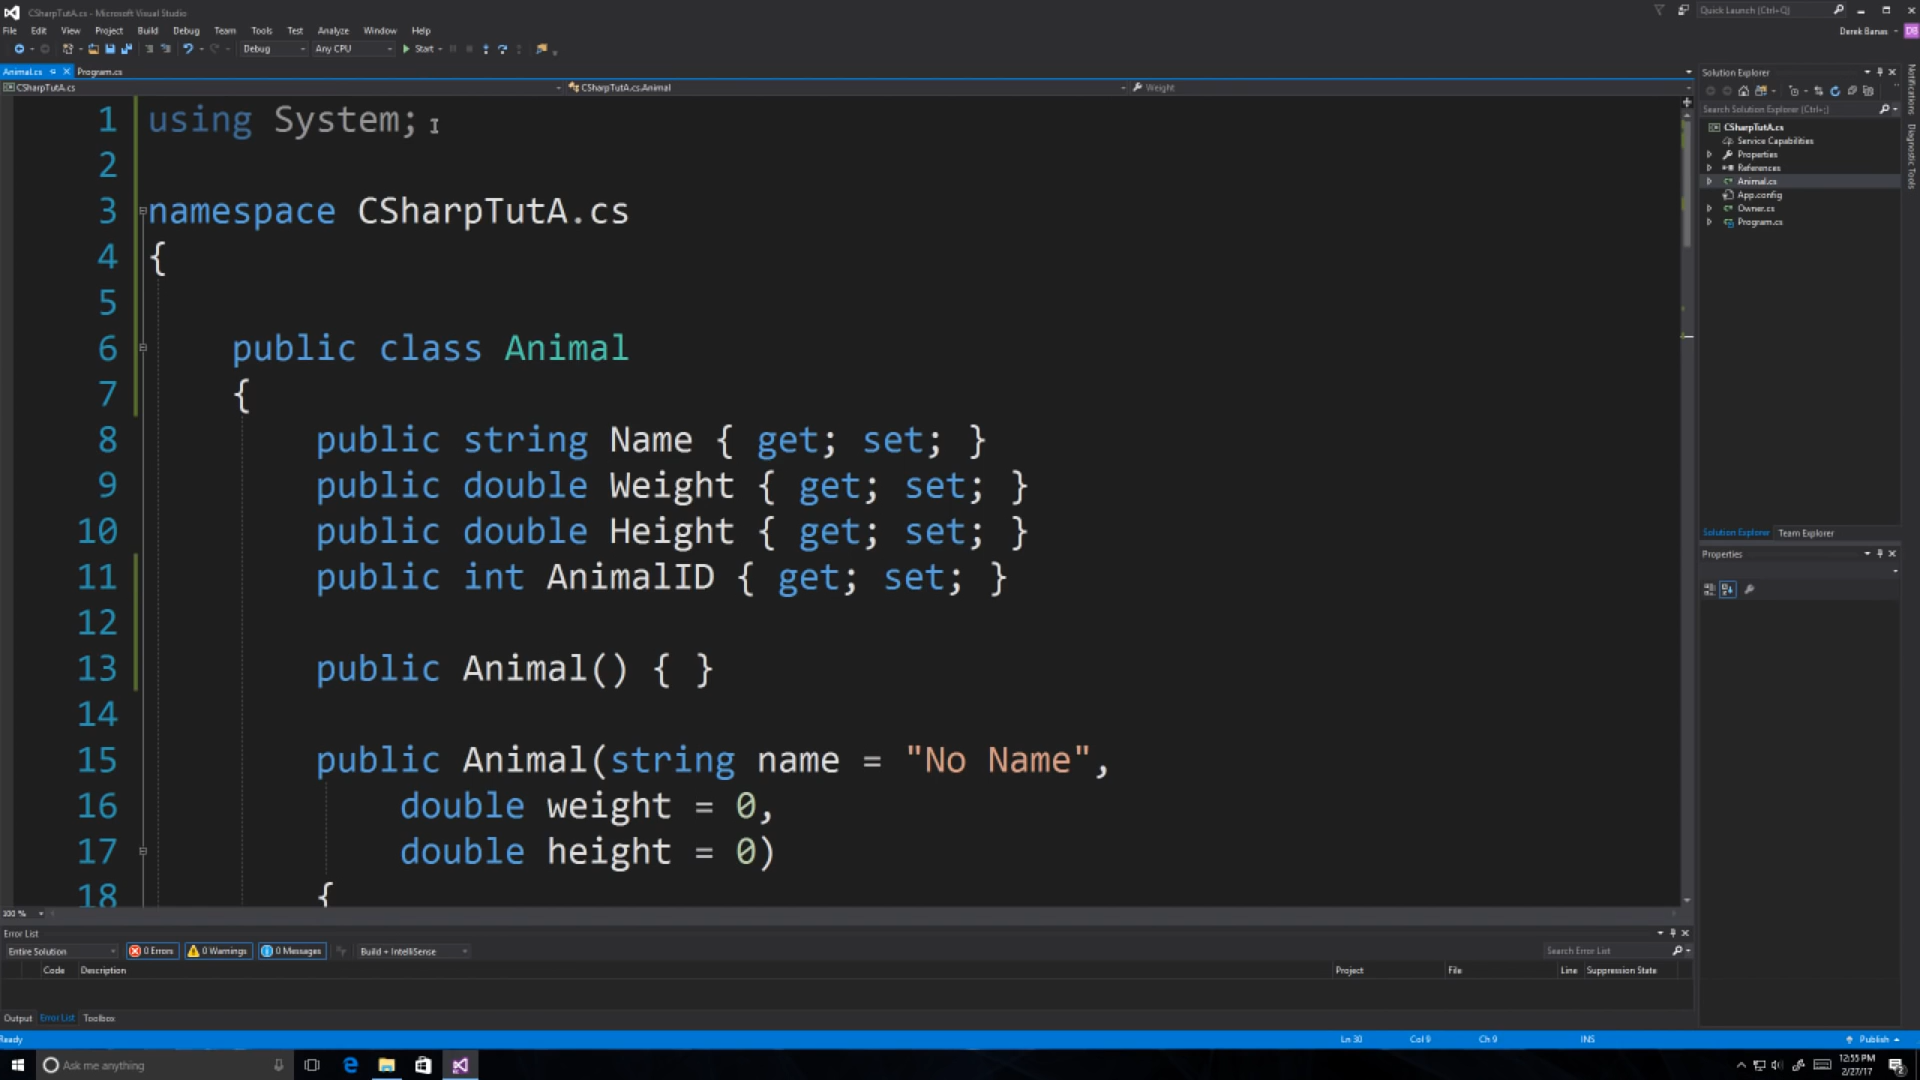 CSharpTutA.cs - Microsoft Visual Studio
Quick Launch (Ctrl+Q)
File Edit View Project Build Debug Team Tools Test Analyze Window Help
Derek Banas
DB
Debug
Any CPU
Start
Animal.cs
Program.cs
CSharpTutA.cs
CSharpTutA.cs.Animal
Weight
1 using System;
2
3 namespace CSharpTutA.cs
4 {
5
6 public class Animal
7 {
8 public string Name { get; set; }
9 public double Weight { get; set; }
10 public double Height { get; set; }
11 public int AnimalID { get; set; }
12
13 public Animal() { }
14
15 public Animal(string name = "No Name",
16 double weight = 0,
17 double height = 0)
18 {
100 %
Solution Explorer
Search Solution Explorer (Ctrl+;)
CSharpTutA.cs
Service Capabilities
Properties
References
Animal.cs
App.config
Owner.cs
Program.cs
Solution Explorer Team Explorer
Properties
Notifications
Diagnostic Tools
Error List
Entire Solution
0 Errors
0 Warnings
0 Messages
Build + IntelliSense
Search Error List
Code Description Project File Line Suppression State
Output Error List Toolbox
Ready
Ln 30 Col 9 Ch 9 INS
Publish
Ask me anything
12:55 PM
2/27/17